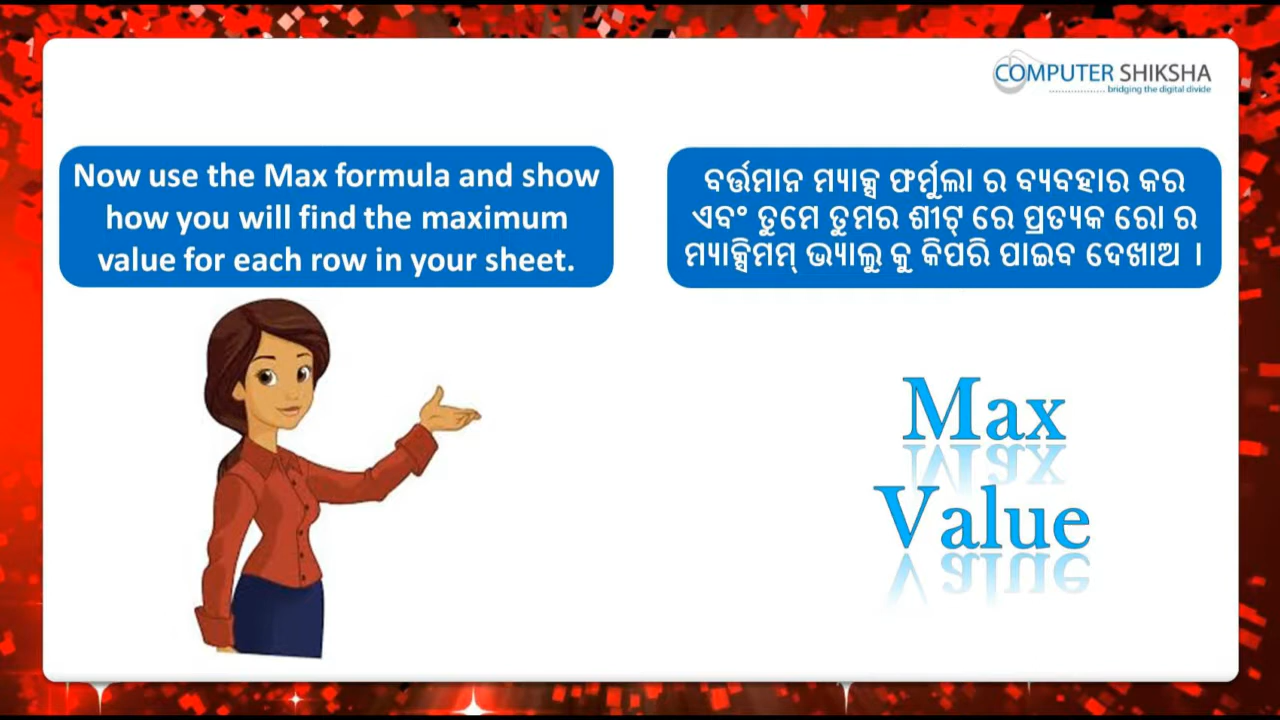 COMPUTER SHIKSHA
bridging the digital divide
Now use the Max formula and show
how you will find the maximum
value for each row in your sheet.
ବର୍ତ୍ତମାନ ମ୍ୟାକ୍ସ ଫର୍ମୁଲା ର ବ୍ୟବହାର କର
ଏବଂ ତୁମେ ତୁମର ଶୀଟ୍ ରେ ପ୍ରତ୍ୟକ ରୋ ର
ମ୍ୟାକ୍ସିମମ୍ ଭ୍ୟାଲୁ କୁ କିପରି ପାଇବ ଦେଖାଅ ।
Max
Value